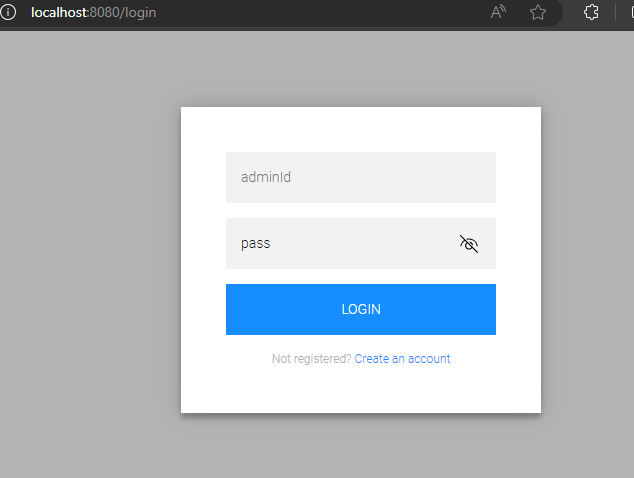 localhost:8080/login
adminId
pass
LOGIN
Not registered? Create an account